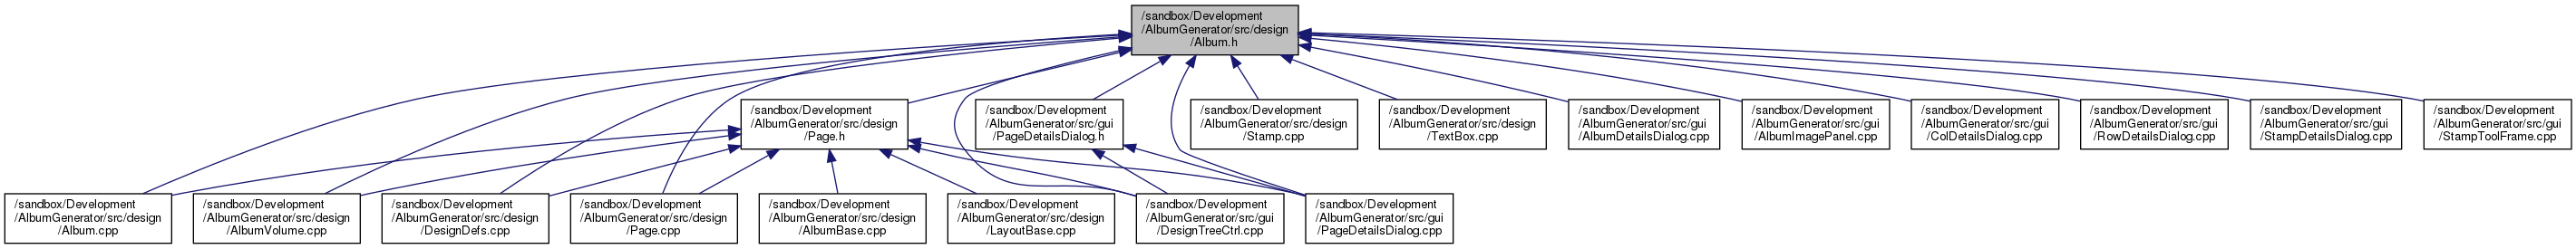 /sandbox/Development
/AlbumGenerator/src/design
/Album.h
/sandbox/Development
/AlbumGenerator/src/design
/Page.h
/sandbox/Development
/AlbumGenerator/src/gui
/PageDetailsDialog.h
/sandbox/Development
/AlbumGenerator/src/design
/Stamp.cpp
/sandbox/Development
/AlbumGenerator/src/design
/TextBox.cpp
/sandbox/Development
/AlbumGenerator/src/gui
/AlbumDetailsDialog.cpp
/sandbox/Development
/AlbumGenerator/src/gui
/AlbumImagePanel.cpp
/sandbox/Development
/AlbumGenerator/src/gui
/ColDetailsDialog.cpp
/sandbox/Development
/AlbumGenerator/src/gui
/RowDetailsDialog.cpp
/sandbox/Development
/AlbumGenerator/src/gui
/StampDetailsDialog.cpp
/sandbox/Development
/AlbumGenerator/src/gui
/StampToolFrame.cpp
/sandbox/Development
/AlbumGenerator/src/design
/Album.cpp
/sandbox/Development
/AlbumGenerator/src/design
/AlbumVolume.cpp
/sandbox/Development
/AlbumGenerator/src/design
/DesignDefs.cpp
/sandbox/Development
/AlbumGenerator/src/design
/Page.cpp
/sandbox/Development
/AlbumGenerator/src/design
/AlbumBase.cpp
/sandbox/Development
/AlbumGenerator/src/design
/LayoutBase.cpp
/sandbox/Development
/AlbumGenerator/src/gui
/DesignTreeCtrl.cpp
/sandbox/Development
/AlbumGenerator/src/gui
/PageDetailsDialog.cpp